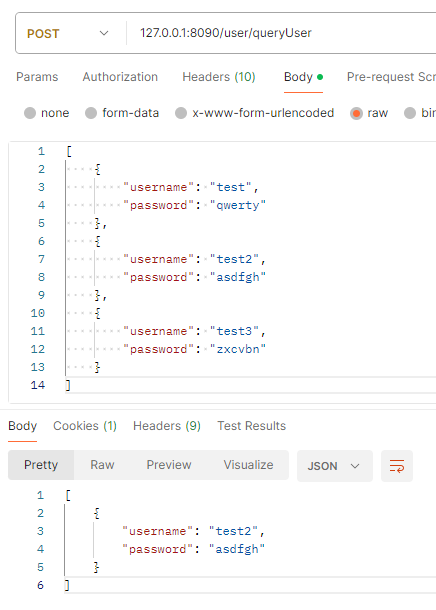 POST 127.0.0.1:8090/user/queryUser
Params Authorization Headers (10) Body Pre-request Scr
none form-data x-www-form-urlencoded raw bin
1 [
2 {
3 "username": "test",
4 "password": "qwerty"
5 },
6 {
7 "username": "test2",
8 "password": "asdfgh"
9 },
10 {
11 "username": "test3",
12 "password": "zxcvbn"
13 }
14 ]
Body Cookies (1) Headers (9) Test Results
Pretty Raw Preview Visualize JSON
1 [
2 {
3 "username": "test2",
4 "password": "asdfgh"
5 }
6 ]